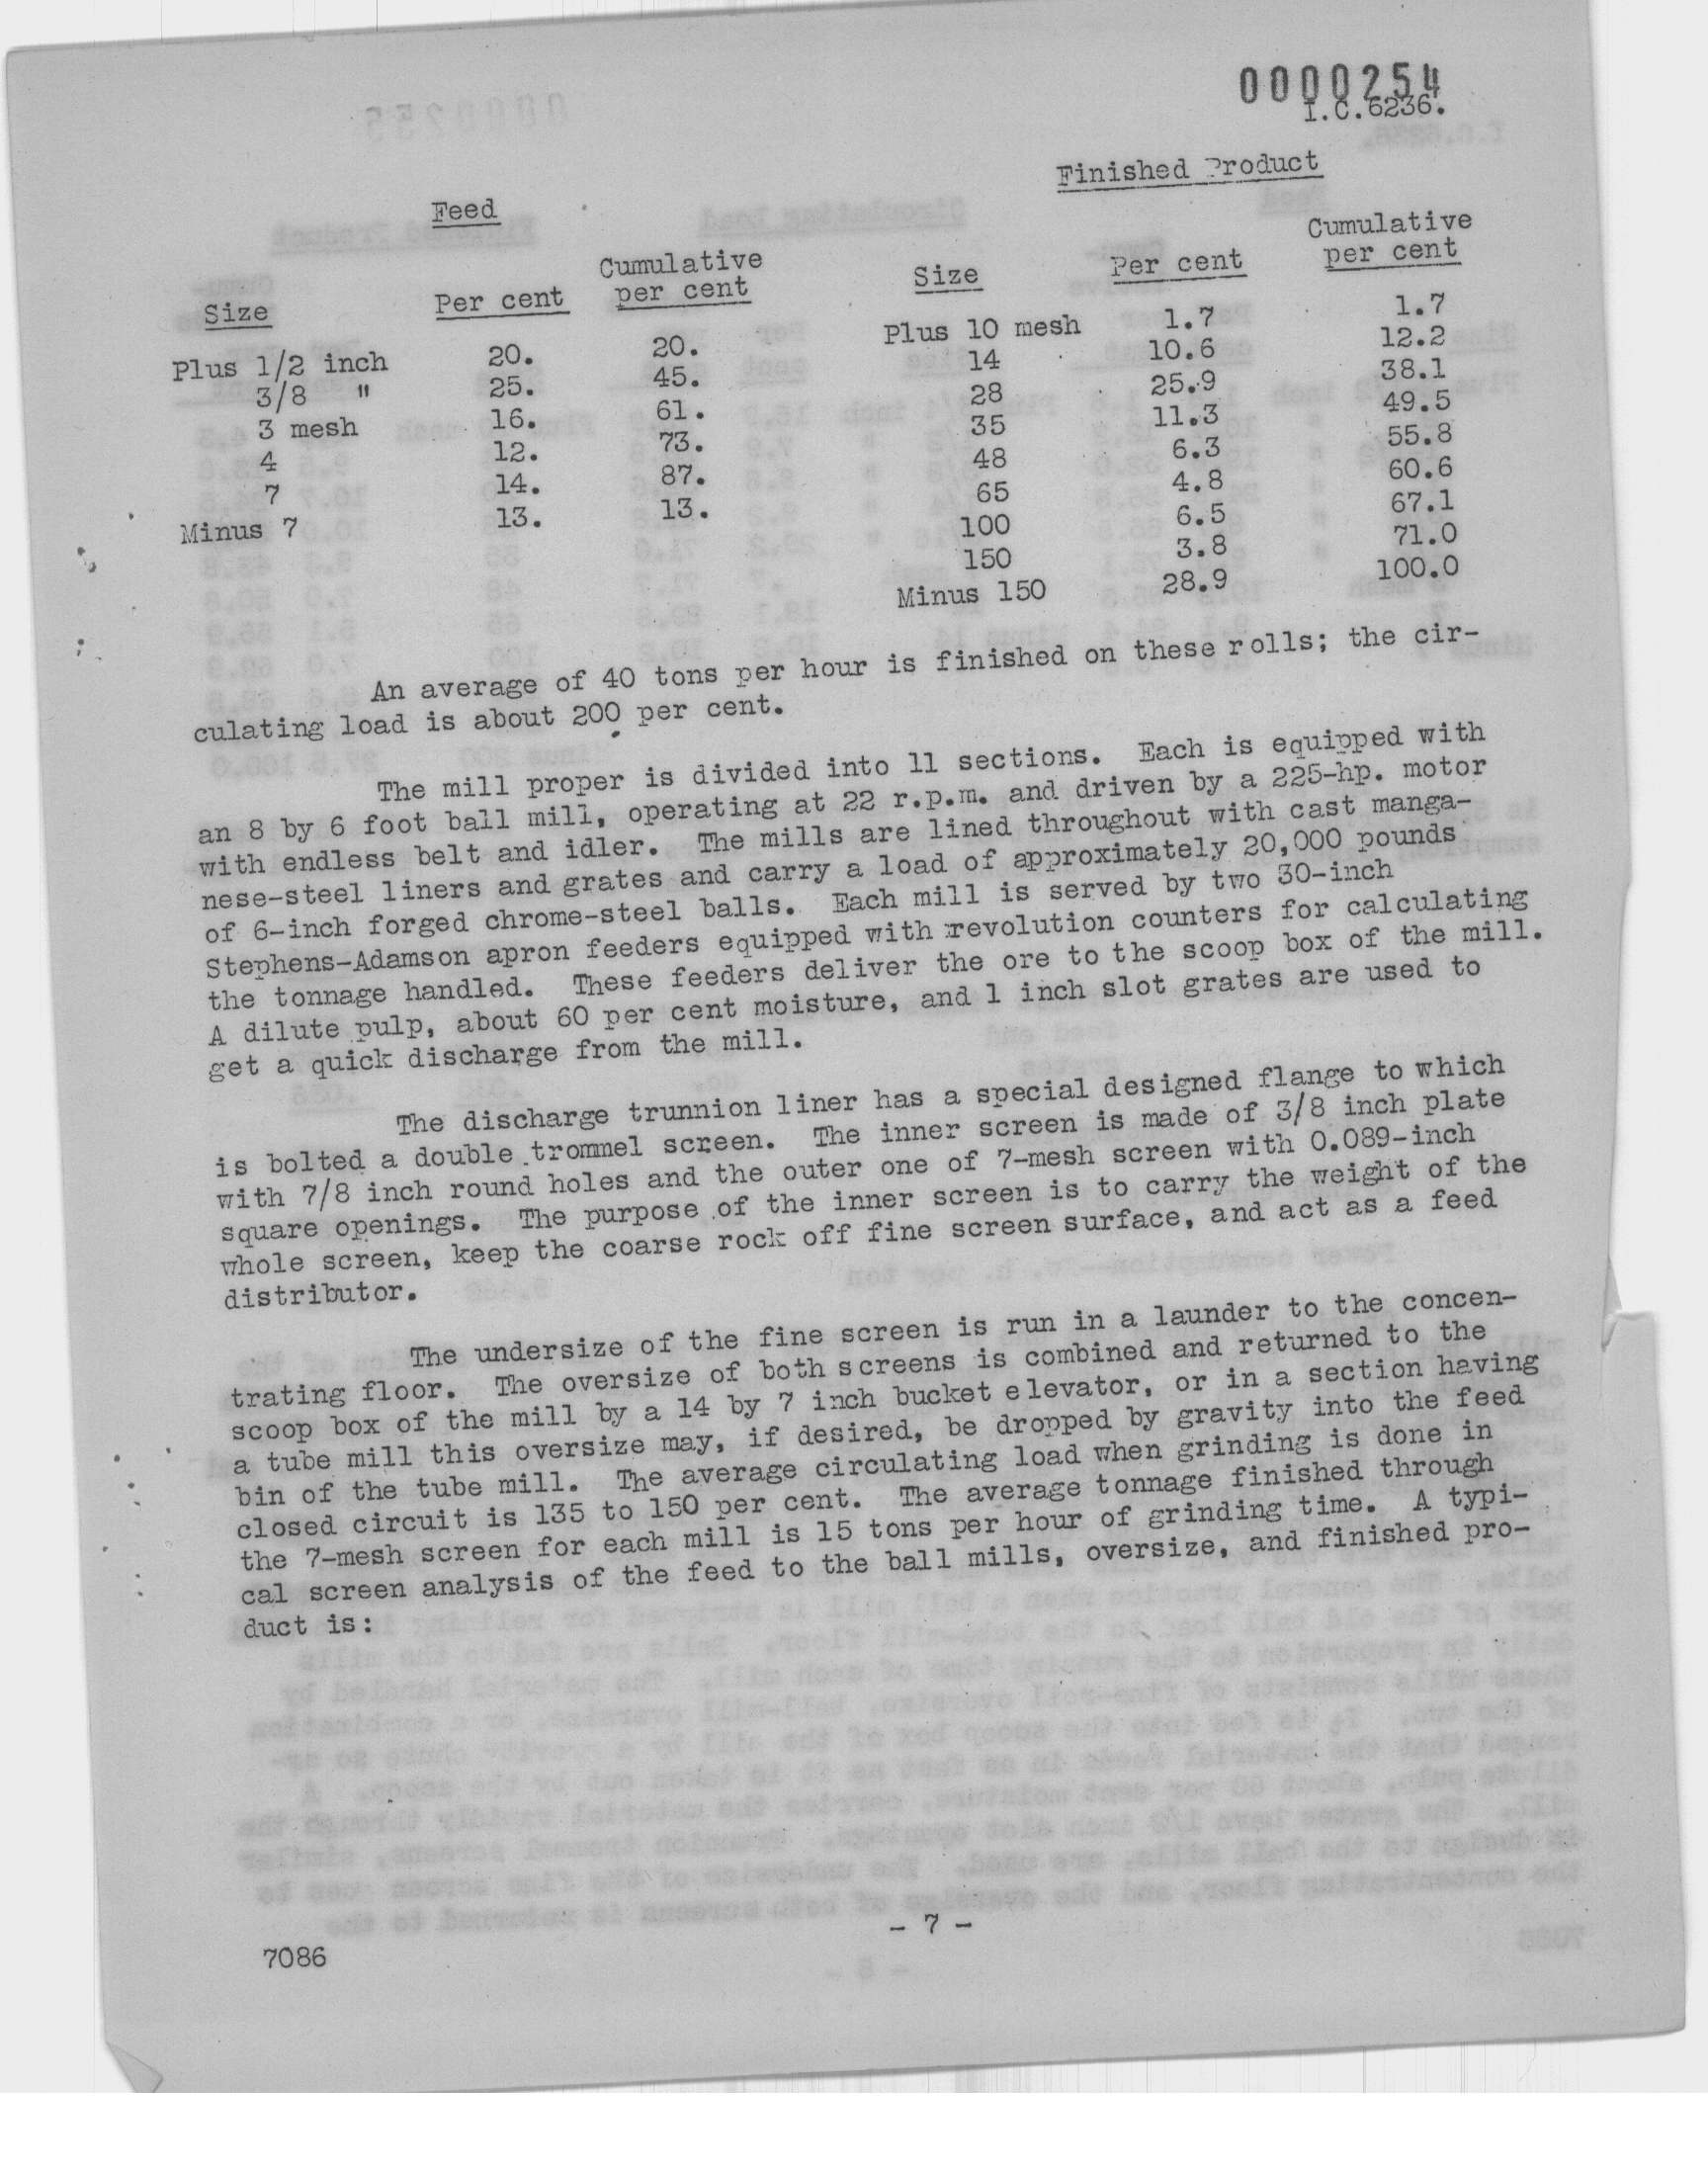 0000254
I.C.6236.
Feed
Finished Product
Size Per cent Cumulative per cent Size Per cent Cumulative per cent
Plus 1/2 inch 20. 20. Plus 10 mesh 1.7 1.7
3/8 " 25. 45. 14 10.6 12.2
3 mesh 16. 61. 28 25.9 38.1
4 12. 73. 35 11.3 49.5
7 14. 87. 48 6.3 55.8
Minus 7 13. 13. 65 4.8 60.6
100 6.5 67.1
150 3.8 71.0
Minus 150 28.9 100.0
An average of 40 tons per hour is finished on these rolls; the cir-
culating load is about 200 per cent.
The mill proper is divided into 11 sections. Each is equipped with
an 8 by 6 foot ball mill, operating at 22 r.p.m. and driven by a 225-hp. motor
with endless belt and idler. The mills are lined throughout with cast manga-
nese-steel liners and grates and carry a load of approximately 20,000 pounds
of 6-inch forged chrome-steel balls. Each mill is served by two 30-inch
Stephens-Adamson apron feeders equipped with revolution counters for calculating
the tonnage handled. These feeders deliver the ore to the scoop box of the mill.
A dilute pulp, about 60 per cent moisture, and 1 inch slot grates are used to
get a quick discharge from the mill.
The discharge trunnion liner has a special designed flange to which
is bolted a double trommel screen. The inner screen is made of 3/8 inch plate
with 7/8 inch round holes and the outer one of 7-mesh screen with 0.089-inch
square openings. The purpose of the inner screen is to carry the weight of the
whole screen, keep the coarse rock off fine screen surface, and act as a feed
distributor.
The undersize of the fine screen is run in a launder to the concen-
trating floor. The oversize of both screens is combined and returned to the
scoop box of the mill by a 14 by 7 inch bucket elevator, or in a section having
a tube mill this oversize may, if desired, be dropped by gravity into the feed
bin of the tube mill. The average circulating load when grinding is done in
closed circuit is 135 to 150 per cent. The average tonnage finished through
the 7-mesh screen for each mill is 15 tons per hour of grinding time. A typi-
cal screen analysis of the feed to the ball mills, oversize, and finished pro-
duct is:
- 7 -
7086